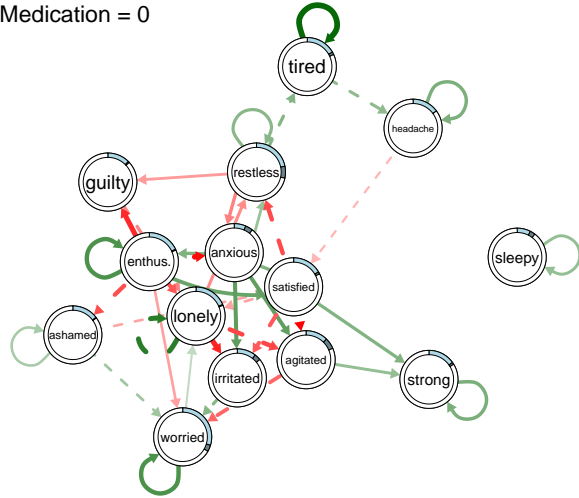 Medication = 0
tired
headache
restless
guilty
anxious
enthus.
sleepy
satisfied
lonely
ashamed
agitated
irritated
strong
worried